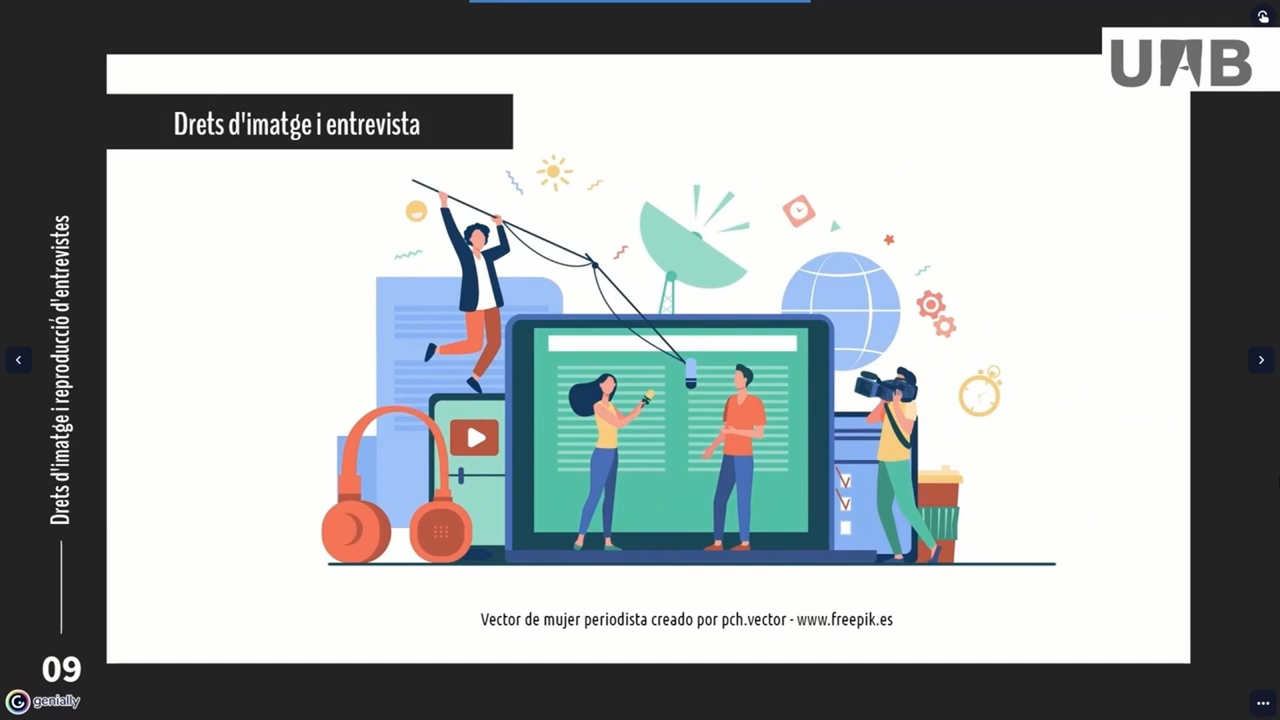 UAB
Drets d'imatge i entrevista
Drets d'imatge i reproducció d'entrevistes
Vector de mujer periodista creado por pch.vector - www.freepik.es
09
genially